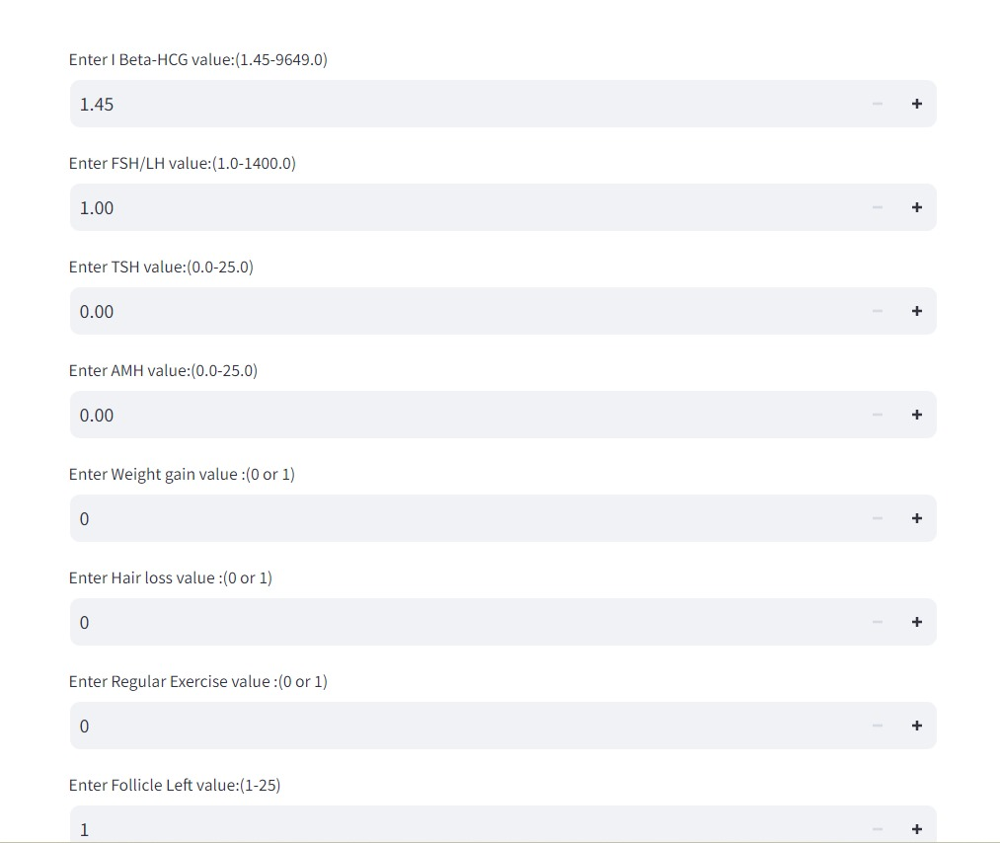 Enter I Beta-HCG value:(1.45-9649.0)
1.45
Enter FSH/LH value:(1.0-1400.0)
1.00
Enter TSH value:(0.0-25.0)
0.00
Enter AMH value:(0.0-25.0)
0.00
Enter Weight gain value :(0 or 1)
0
Enter Hair loss value :(0 or 1)
0
Enter Regular Exercise value :(0 or 1)
0
Enter Follicle Left value:(1-25)
1